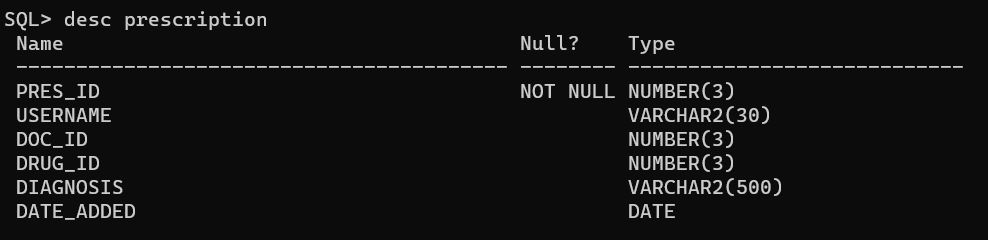 SQL> desc prescription
Name Null? Type
----------------------------------------- -------- ----------------------------
PRES_ID NOT NULL NUMBER(3)
USERNAME VARCHAR2(30)
DOC_ID NUMBER(3)
DRUG_ID NUMBER(3)
DIAGNOSIS VARCHAR2(500)
DATE_ADDED DATE